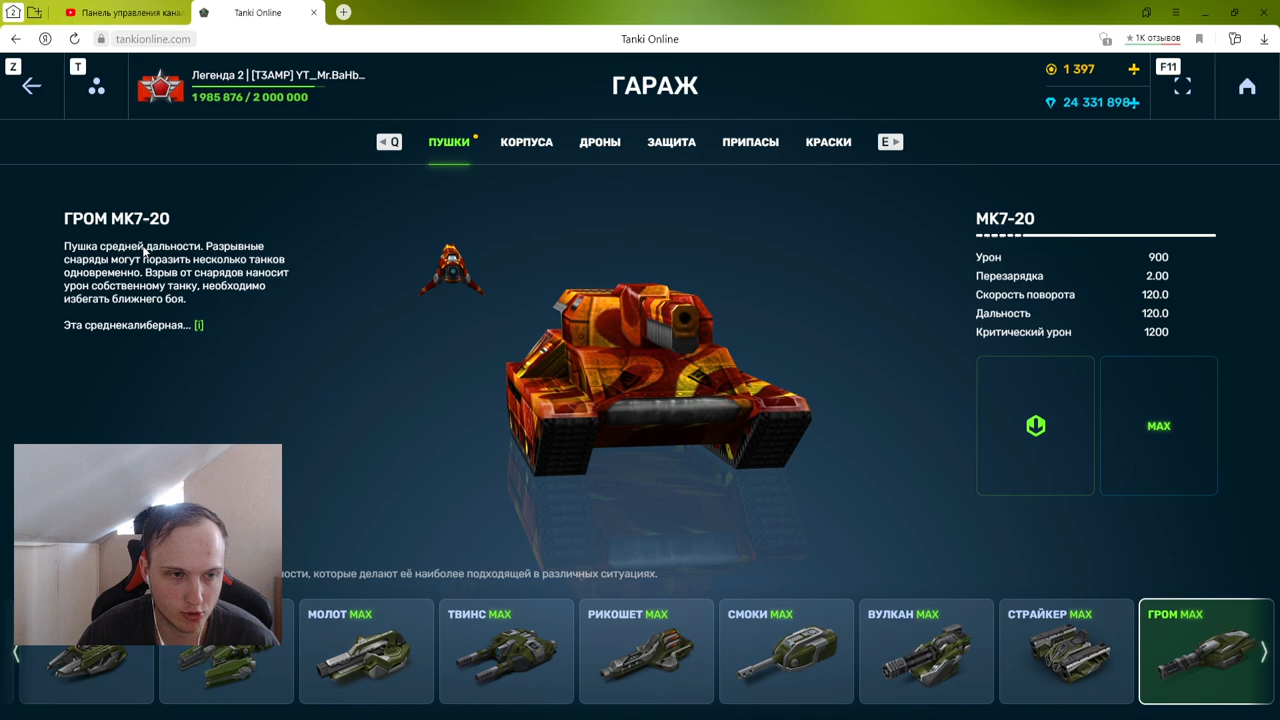 2
Панель управления кана
Tanki Online
tankionline.com
Tanki Online
1K отзывов
Z
T
Легенда 2 | [T3AMP] YT_Mr.BaHb...
1 985 876 / 2 000 000
ГАРАЖ
1 397
24 331 898
F11
Q
ПУШКИ
КОРПУСА
ДРОНЫ
ЗАЩИТА
ПРИПАСЫ
КРАСКИ
E
ГРОМ МК7-20
Пушка средней дальности. Разрывные
снаряды могут поразить несколько танков
одновременно. Взрыв от снарядов наносит
урон собственному танку, необходимо
избегать ближнего боя.
Эта среднекалиберная... [i]
МК7-20
Урон 900
Перезарядка 2.00
Скорость поворота 120.0
Дальность 120.0
Критический урон 1200
MAX
ости, которые делают её наиболее подходящей в различных ситуациях.
МОЛОТ MAX
ТВИНС MAX
РИКОШЕТ MAX
СМОКИ MAX
ВУЛКАН MAX
СТРАЙКЕР MAX
ГРОМ MAX